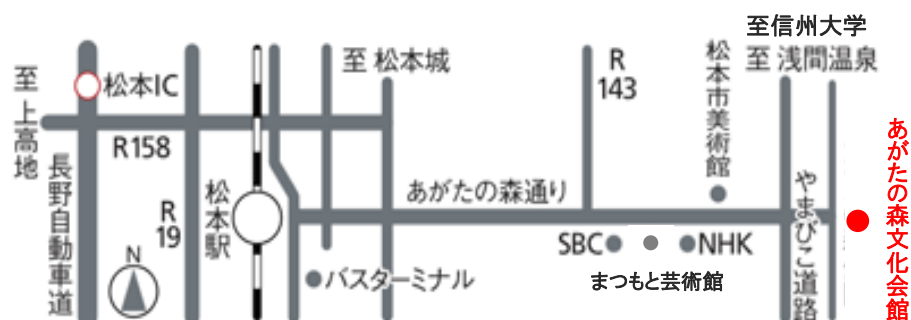 至信州大学
至 浅間温泉
至 松本城
R
143
松本市美術館
松本IC
至 上高地
R158
長野自動車道
R
19
松本駅
N
あがたの森通り
SBC
NHK
まつもと芸術館
バスターミナル
やまびこ道路
あがたの森文化会館